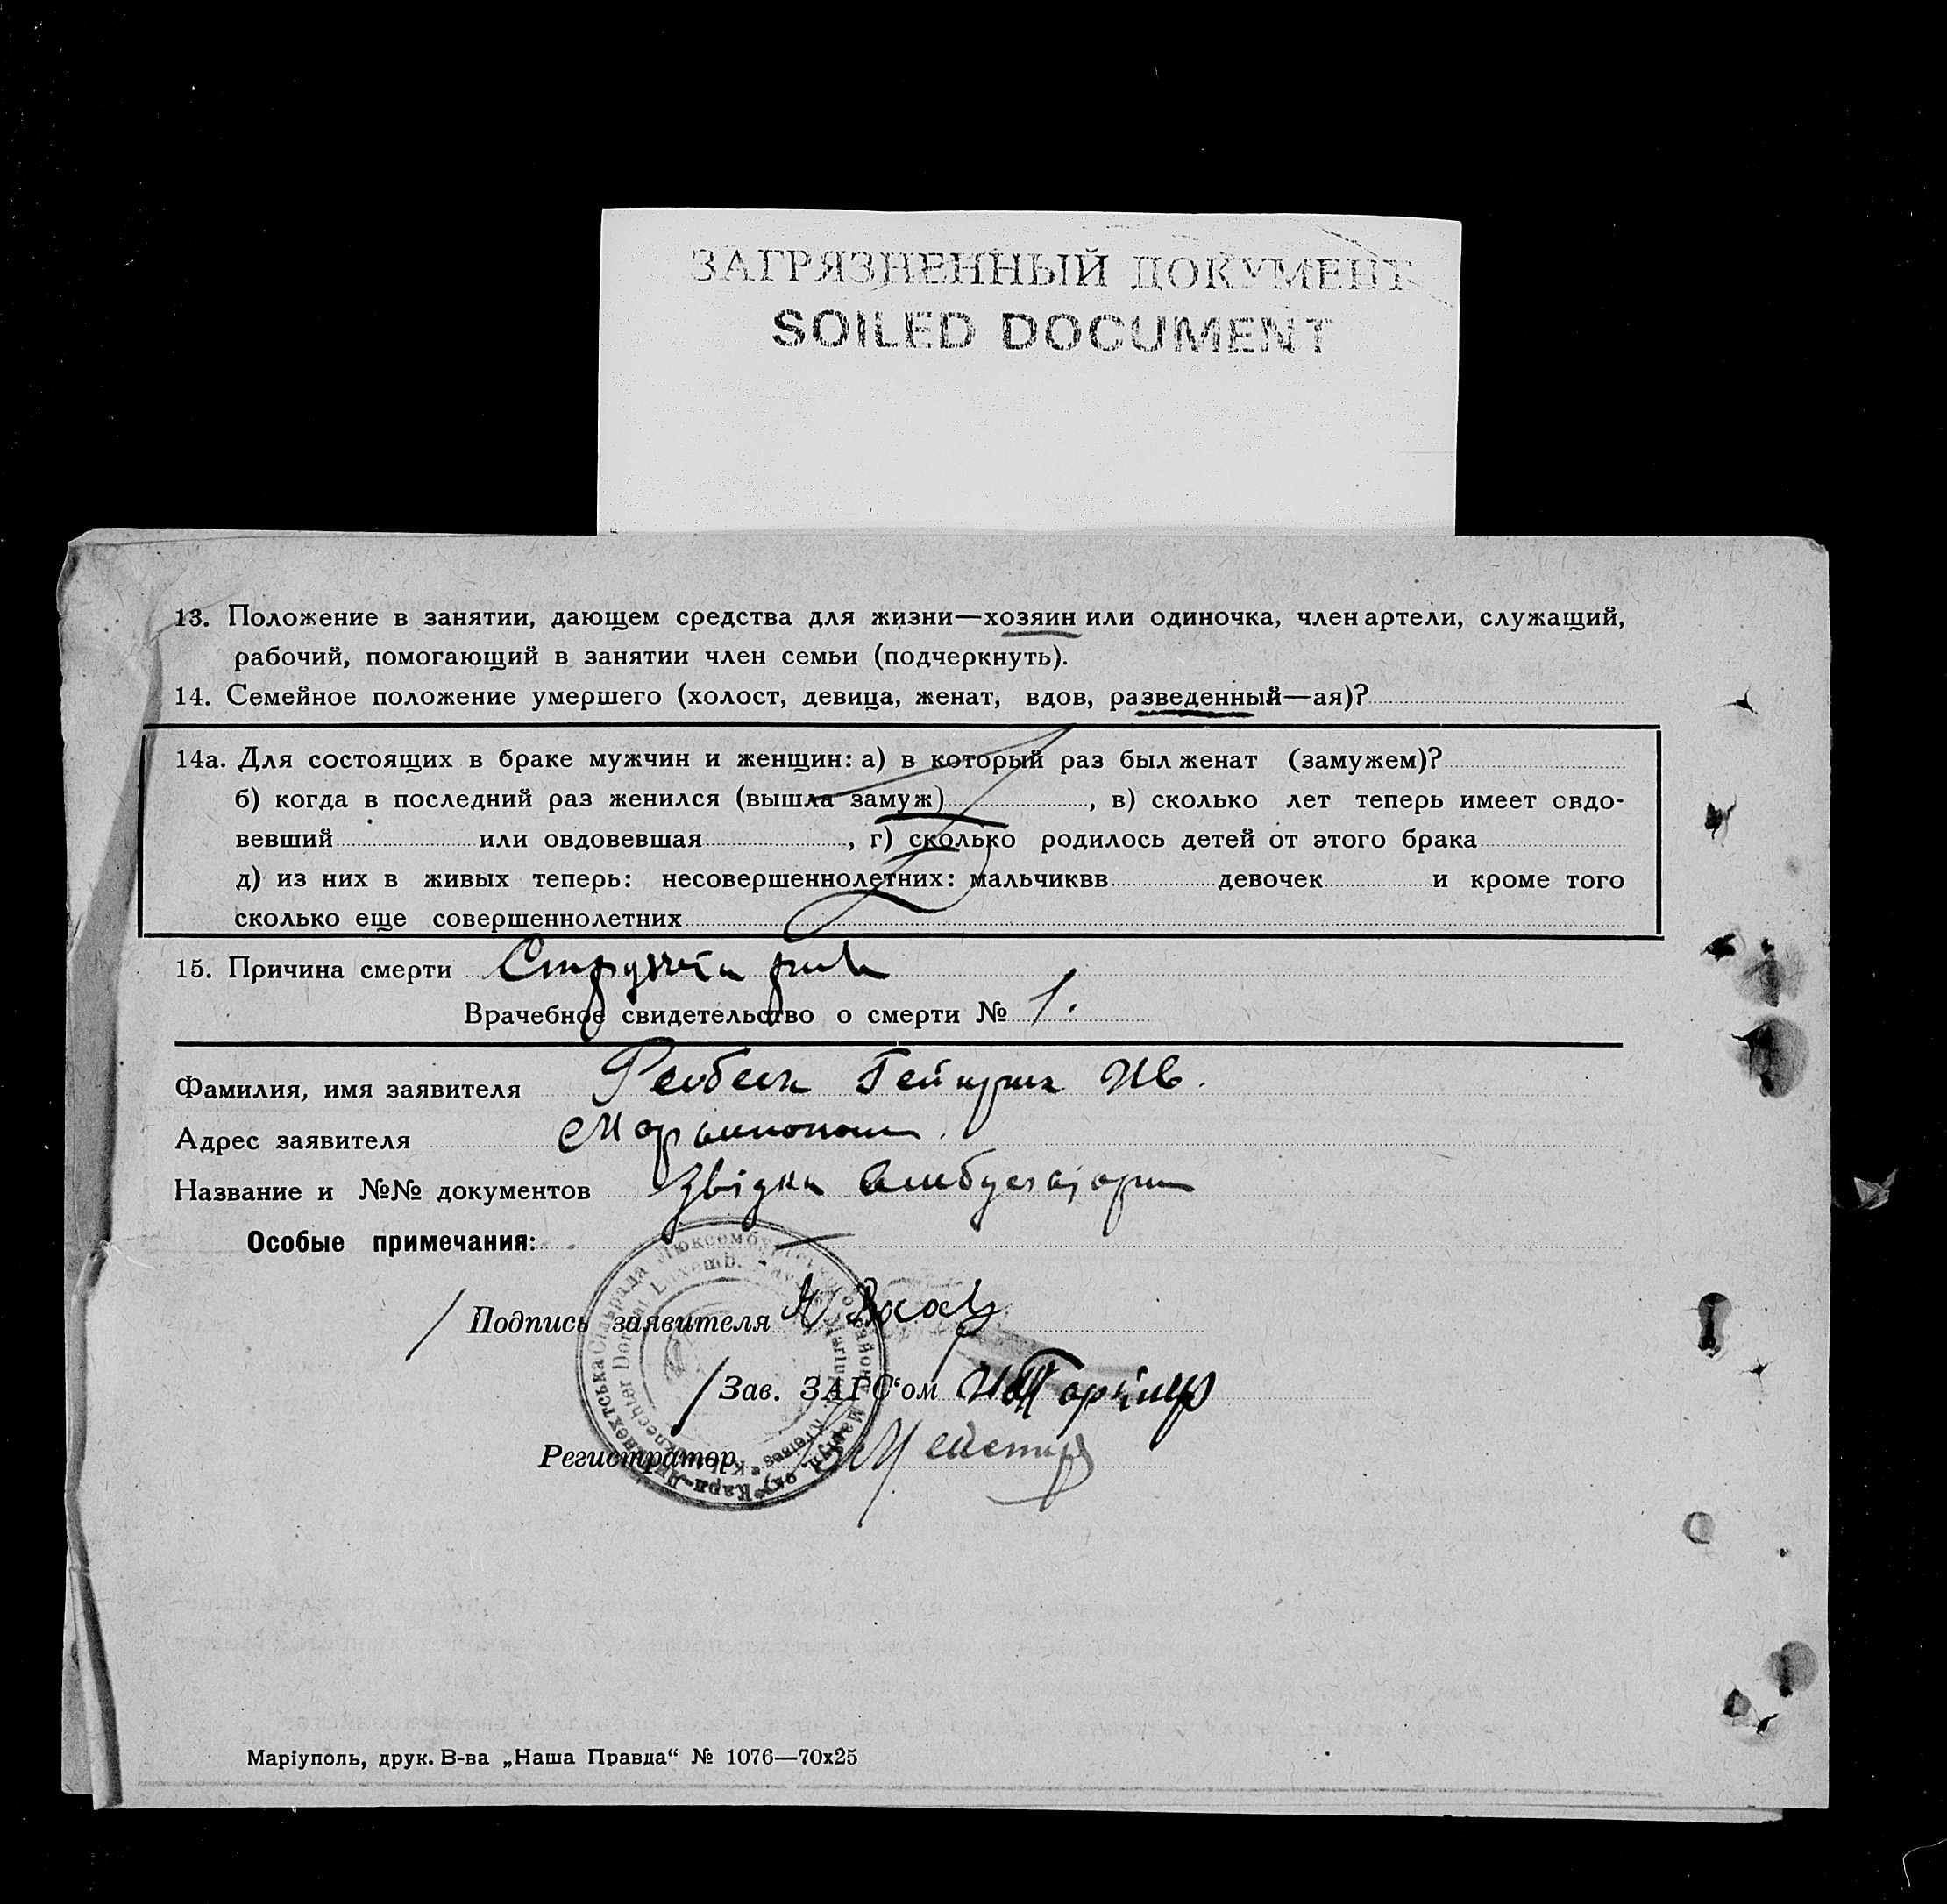 ЗАГРЯЗНЕННЫЙ ДОКУМЕНТ
SOILED DOCUMENT
13. Положение в занятии, дающем средства для жизни—хозяин или одиночка, член артели, служащий,
рабочий, помогающий в занятии член семьи (подчеркнуть).
14. Семейное положение умершего (холост, девица, женат, вдов, разведенный—ая)?
14а. Для состоящих в браке мужчин и женщин: а) в который раз был женат (замужем)?
б) когда в последний раз женился (вышла замуж) , в) сколько лет теперь имеет овдо-
вевший или овдовевшая , г) сколько родилось детей от этого брака
д) из них в живых теперь: несовершеннолетних: мальчикв девочек и кроме того
сколько еще совершеннолетних
15. Причина смерти
Врачебное свидетельство о смерти № 1.
Фамилия, имя заявителя Гейнрих Ив.
Адрес заявителя
Название и №№ документов Звідка Амбулатории
Особые примечания: —
Подпись заявителя
Зав. ЗАГС'ом
Регистратор
Маріуполь, друк. В-ва „Наша Правда“ № 1076—70х25